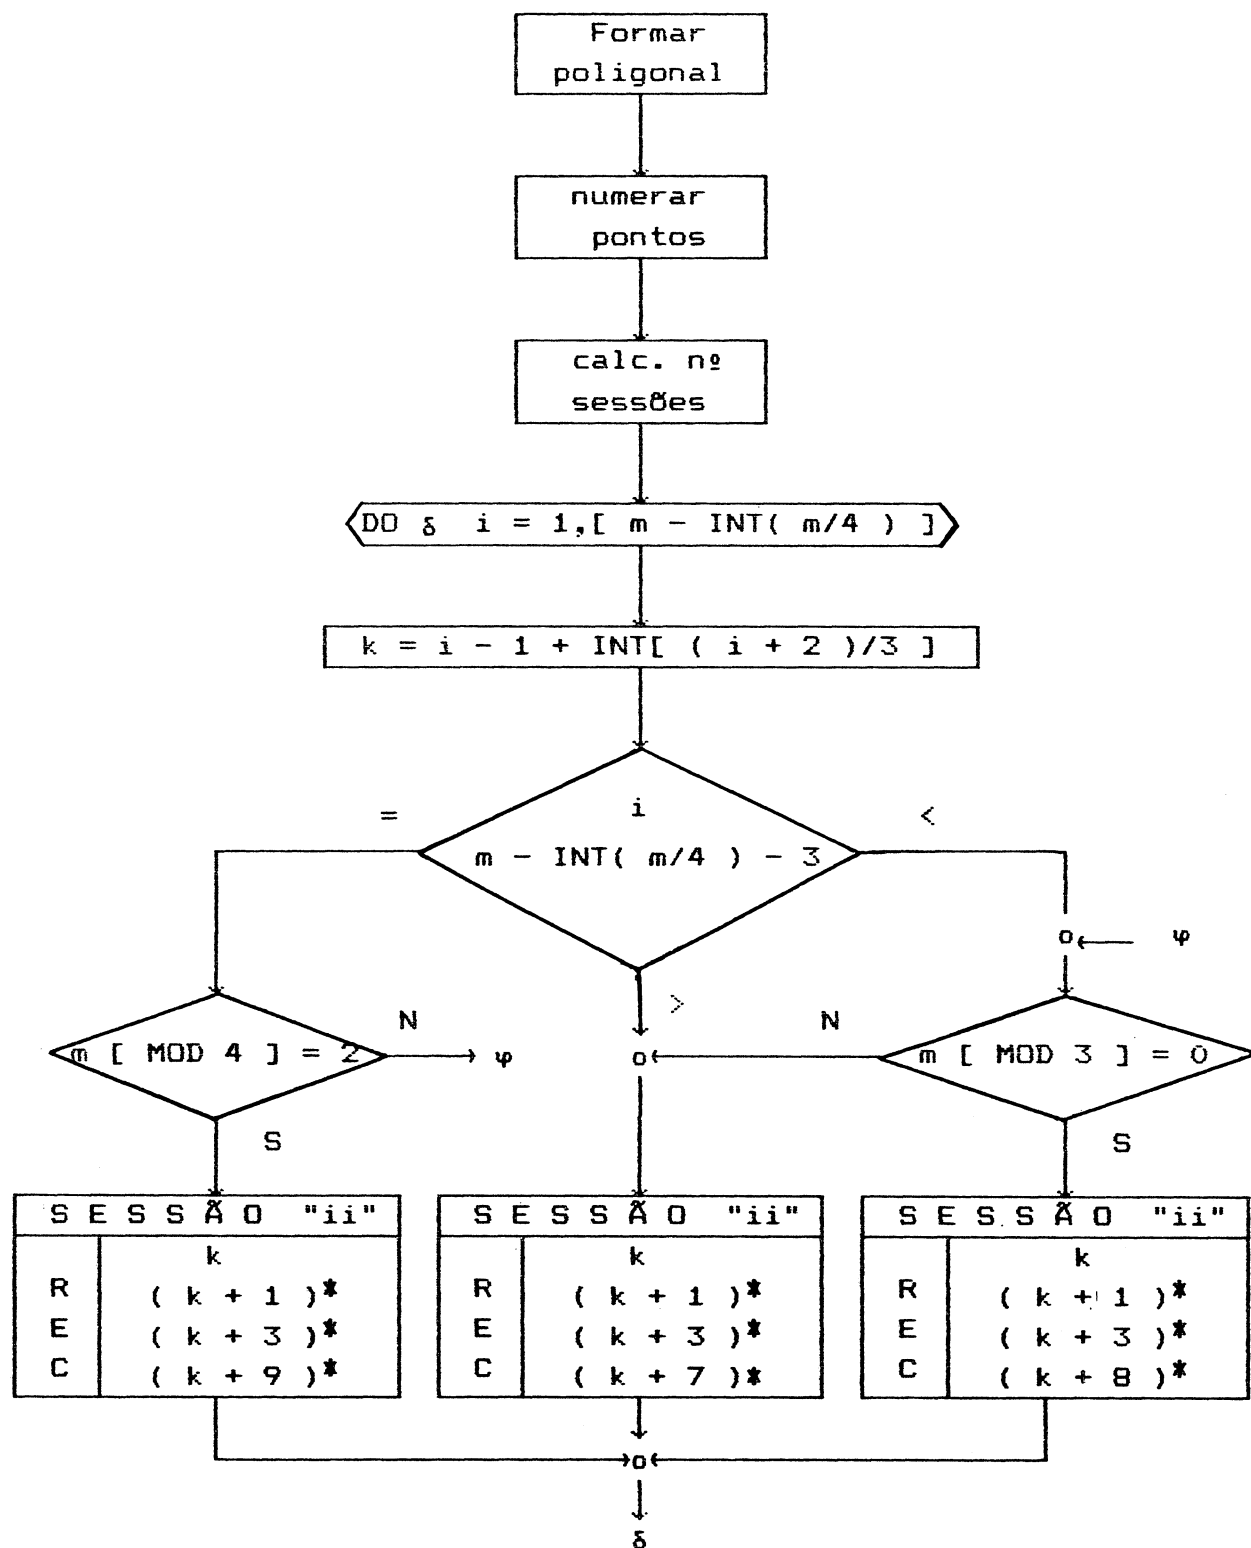 Formar
poligonal
numerar
pontos
calc. nº
sessões
DO δ i = 1,[ m - INT( m/4 ) ]
k = i - 1 + INT[ ( i + 2 )/3 ]
= i <
m - INT( m/4 ) - 3
φ
>
N N
m [ MOD 4 ] = 2 φ o m [ MOD 3 ] = 0
S S
S E S S Ã O "ii"
R
E
C
k
( k + 1 )*
( k + 3 )*
( k + 9 )*
S E S S Ã O "ii"
R
E
C
k
( k + 1 )*
( k + 3 )*
( k + 7 )*
S E S S Ã O "ii"
R
E
C
k
( k + 1 )*
( k + 3 )*
( k + 8 )*
o
δ